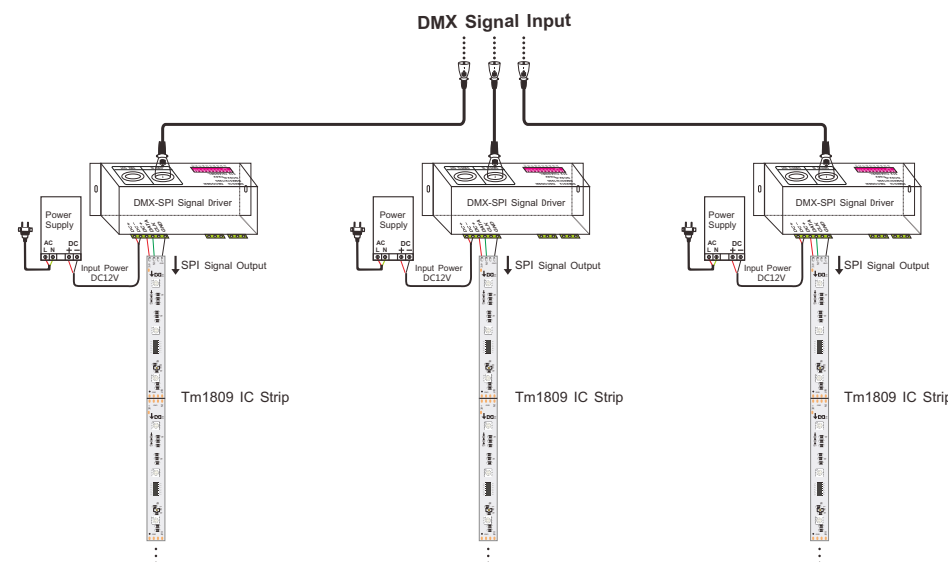 DMX Signal Input
DMX-SPI Signal Driver
DMX-SPI Signal Driver
DMX-SPI Signal Driver
Power
Supply
AC DC
L N + −
Power
Supply
AC DC
L N + −
Power
Supply
AC DC
L N + −
Input Power
DC12V
SPI Signal Output
Input Power
DC12V
SPI Signal Output
Input Power
DC12V
SPI Signal Output
Tm1809 IC Strip
Tm1809 IC Strip
Tm1809 IC Strip